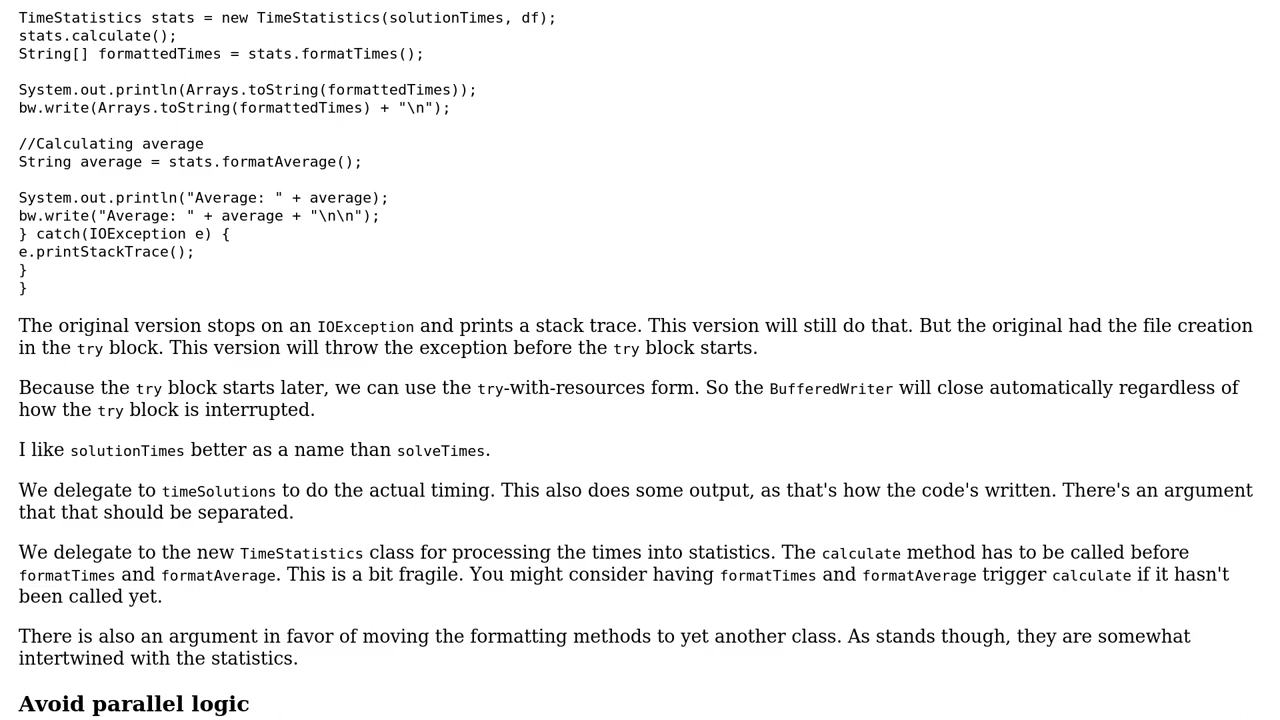 TimeStatistics stats = new TimeStatistics(solutionTimes, df);
stats.calculate();
String[] formattedTimes = stats.formatTimes();

System.out.println(Arrays.toString(formattedTimes));
bw.write(Arrays.toString(formattedTimes) + "\n");

//Calculating average
String average = stats.formatAverage();

System.out.println("Average: " + average);
bw.write("Average: " + average + "\n\n");
} catch(IOException e) {
e.printStackTrace();
}
}

The original version stops on an IOException and prints a stack trace. This version will still do that. But the original had the file creation
in the try block. This version will throw the exception before the try block starts.

Because the try block starts later, we can use the try-with-resources form. So the BufferedWriter will close automatically regardless of
how the try block is interrupted.

I like solutionTimes better as a name than solveTimes.

We delegate to timeSolutions to do the actual timing. This also does some output, as that's how the code's written. There's an argument
that that should be separated.

We delegate to the new TimeStatistics class for processing the times into statistics. The calculate method has to be called before
formatTimes and formatAverage. This is a bit fragile. You might consider having formatTimes and formatAverage trigger calculate if it hasn't
been called yet.

There is also an argument in favor of moving the formatting methods to yet another class. As stands though, they are somewhat
intertwined with the statistics.

Avoid parallel logic